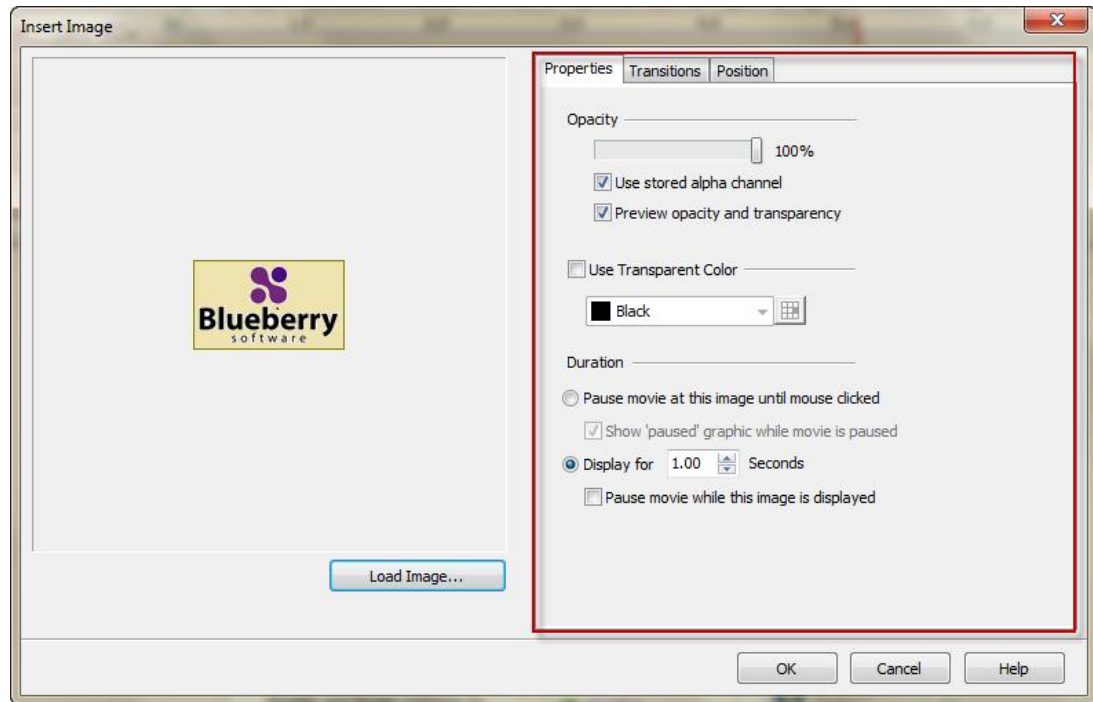 Insert Image
Properties Transitions Position
Opacity
100%
Use stored alpha channel
Preview opacity and transparency
Use Transparent Color
Black
Duration
Pause movie at this image until mouse clicked
Show 'paused' graphic while movie is paused
Display for 1.00 Seconds
Pause movie while this image is displayed
Blueberry
software
Load Image...
OK Cancel Help